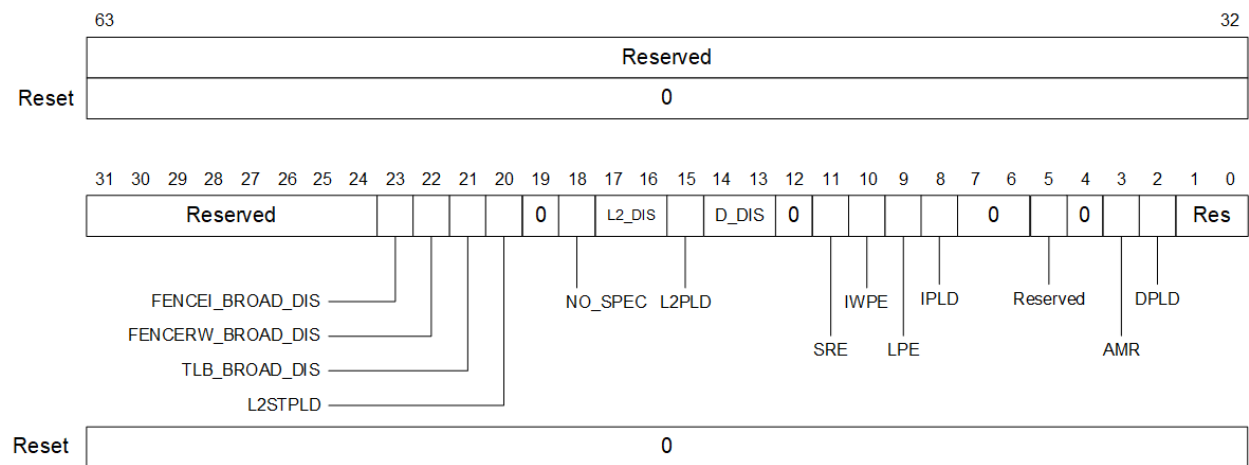 63 32
Reserved
Reset 0
31 30 29 28 27 26 25 24 23 22 21 20 19 18 17 16 15 14 13 12 11 10 9 8 7 6 5 4 3 2 1 0
Reserved 0 L2_DIS D_DIS 0 0 0 Res
FENCEI_BROAD_DIS NO_SPEC L2PLD IWPE IPLD Reserved DPLD
FENCERW_BROAD_DIS SRE LPE AMR
TLB_BROAD_DIS
L2STPLD
Reset 0